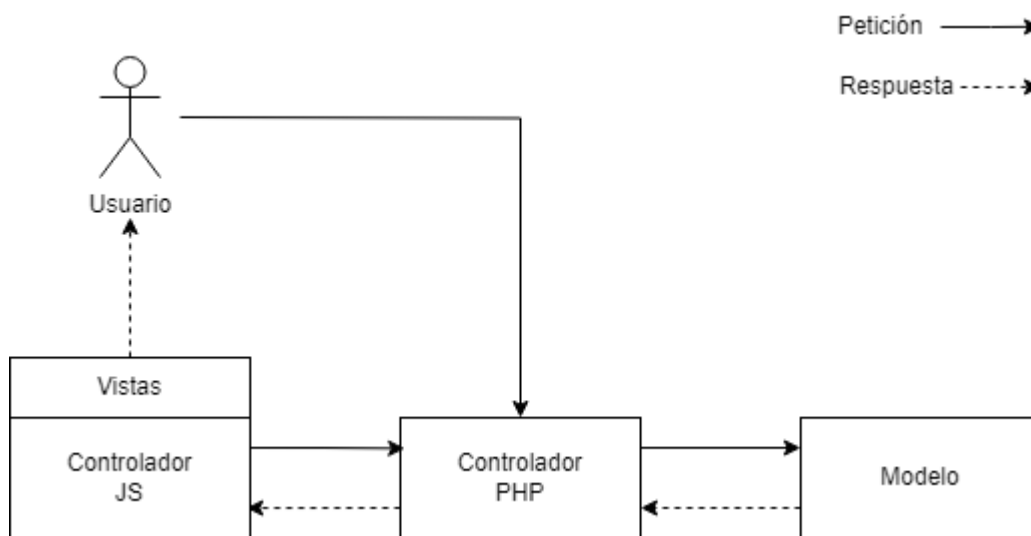 Petición
Respuesta
Usuario
Vistas
Controlador
JS
Controlador
PHP
Modelo